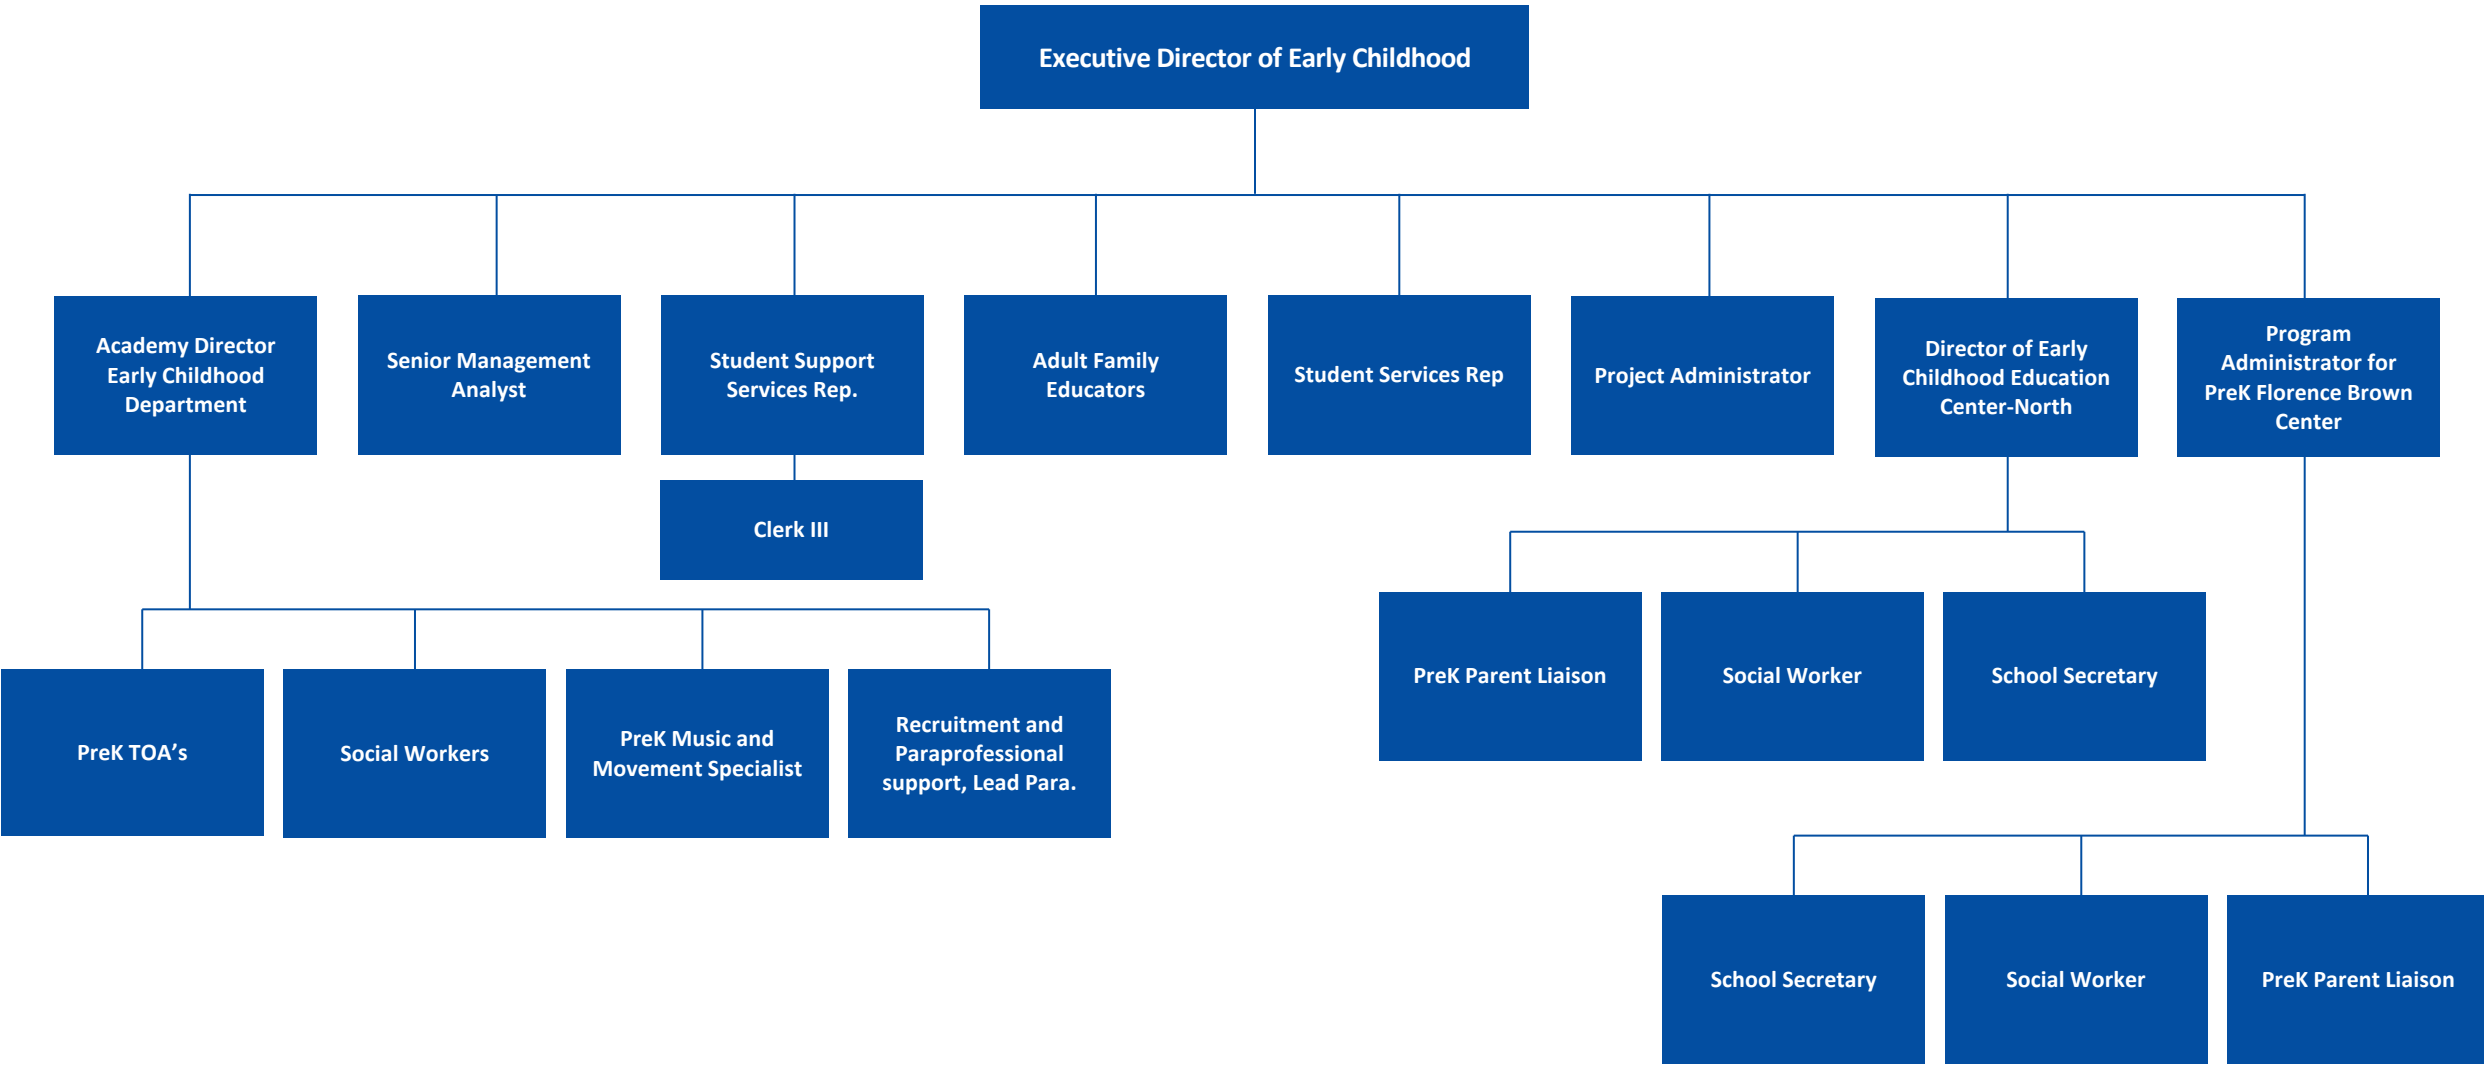 Executive Director of Early Childhood
Academy Director
Early Childhood
Department
Senior Management
Analyst
Student Support
Services Rep.
Adult Family
Educators
Student Services Rep
Project Administrator
Director of Early
Childhood Education
Center-North
Program
Administrator for
PreK Florence Brown
Center
Clerk III
PreK Parent Liaison
Social Worker
School Secretary
PreK TOA’s
Social Workers
PreK Music and
Movement Specialist
Recruitment and
Paraprofessional
support, Lead Para.
School Secretary
Social Worker
PreK Parent Liaison